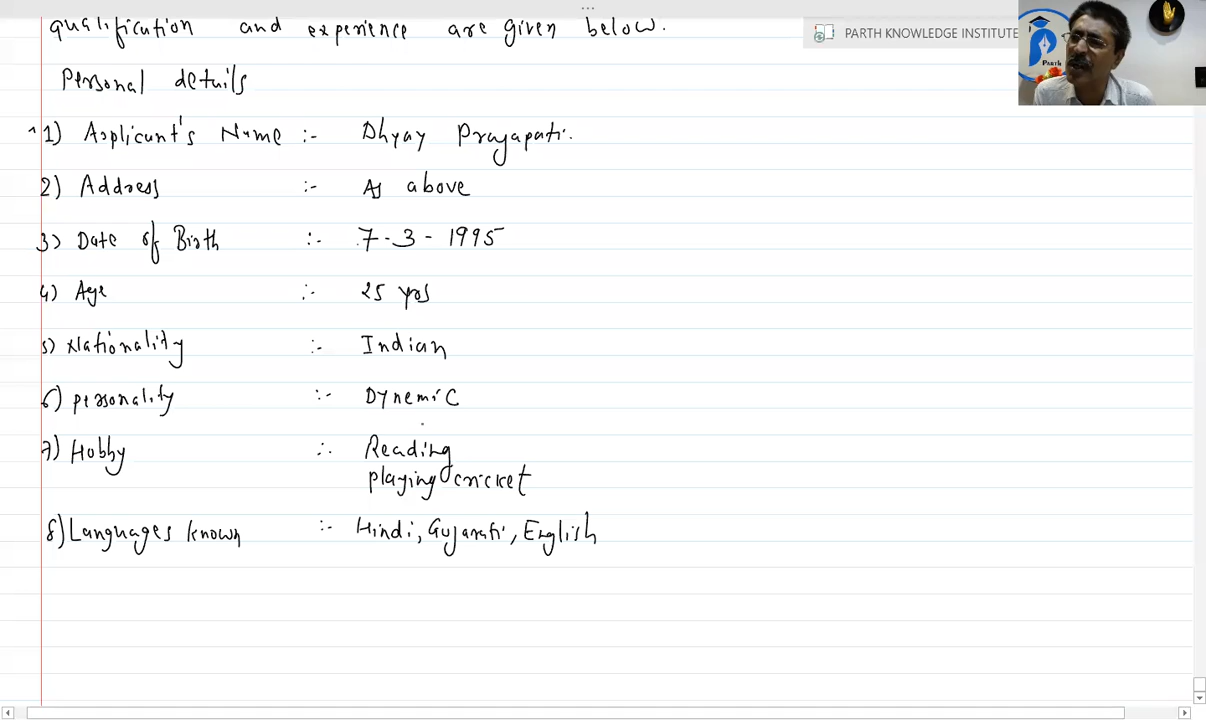 qualification and experience are given below.
PARTH KNOWLEDGE INSTITUTE
Parth
Personal details
1) Applicant's Name :- Dhyay Prajapati.
2) Address :- As above
3) Date of Birth :- 7-3-1995
4) Age :- 25 yrs
5) Nationality :- Indian
6) personality :- Dynemic
7) Hobby :- Reading
playing cricket
8) Languages known :- Hindi, Gujarati, English